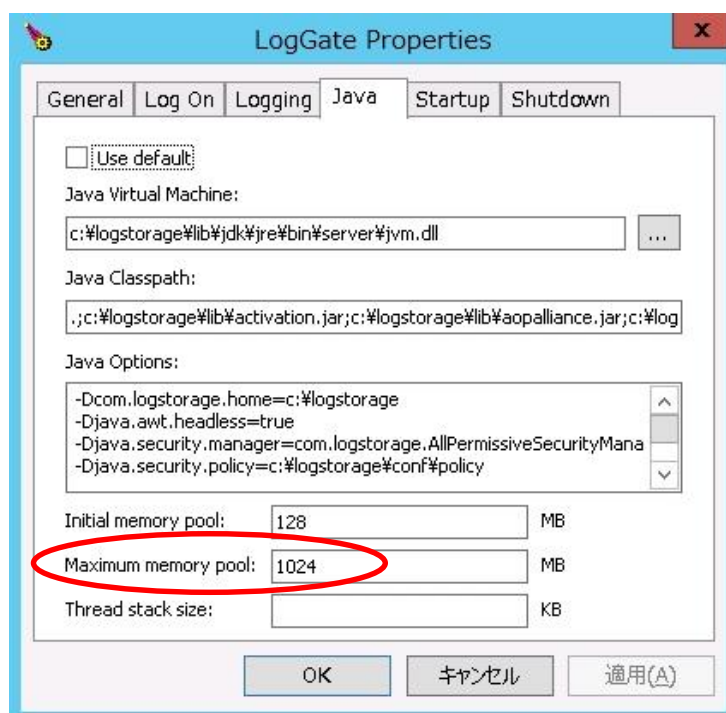 LogGate Properties
x
General Log On Logging Java Startup Shutdown
Use default
Java Virtual Machine:
c:¥logstorage¥lib¥jdk¥jre¥bin¥server¥jvm.dll ...
Java Classpath:
.;c:¥logstorage¥lib¥activation.jar;c:¥logstorage¥lib¥aopalliance.jar;c:¥log
Java Options:
-Dcom.logstorage.home=c:¥logstorage
-Djava.awt.headless=true
-Djava.security.manager=com.logstorage.AllPermissiveSecurityMana
-Djava.security.policy=c:¥logstorage¥conf¥policy
Initial memory pool: 128 MB
Maximum memory pool: 1024 MB
Thread stack size: KB
OK キャンセル 適用(A)